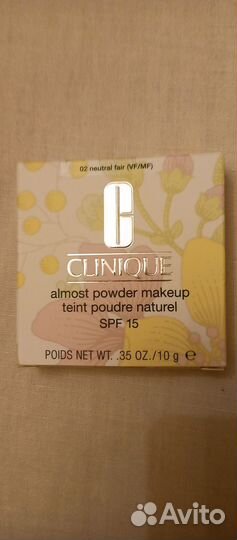 02 neutral fair (VF/MF)
C
CLINIQUE
almost powder makeup
teint poudre naturel
SPF 15
POIDS NET WT. .35 OZ./10 g e
Avito